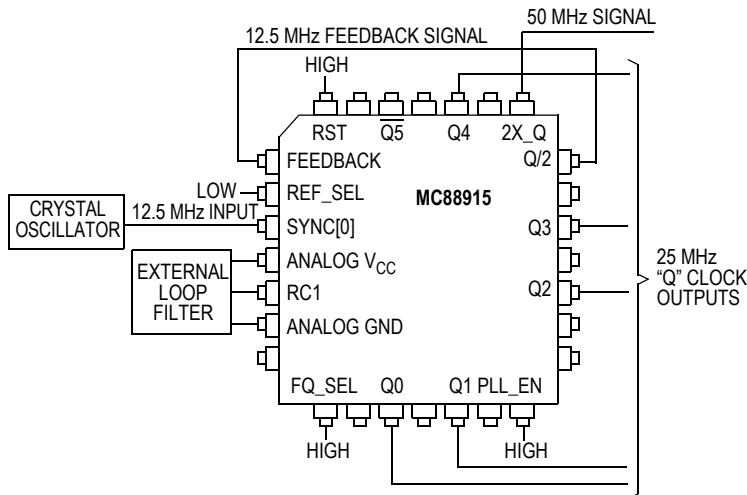 50 MHz SIGNAL
12.5 MHz FEEDBACK SIGNAL
HIGH
RST Q5 Q4 2X_Q
FEEDBACK Q/2
LOW REF_SEL MC88915
CRYSTAL OSCILLATOR
12.5 MHz INPUT SYNC[0] Q3
ANALOG VCC
EXTERNAL LOOP FILTER
RC1 Q2
ANALOG GND
25 MHz
“Q” CLOCK
OUTPUTS
FQ_SEL Q0 Q1 PLL_EN
HIGH HIGH